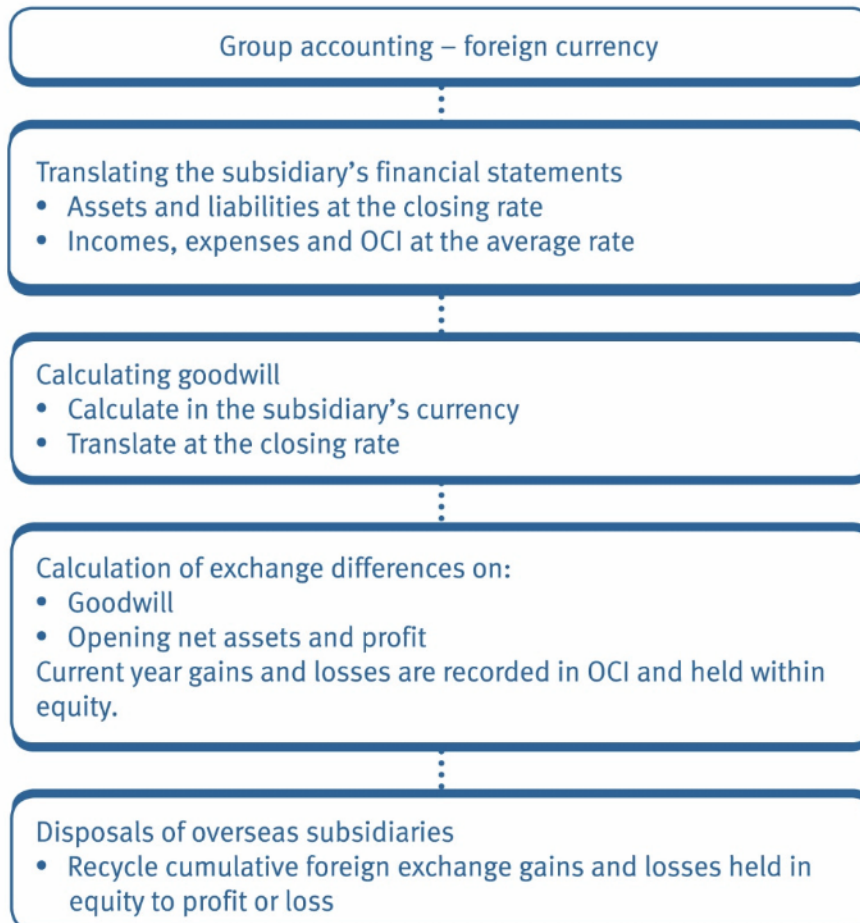 Group accounting – foreign currency
Translating the subsidiary’s financial statements
• Assets and liabilities at the closing rate
• Incomes, expenses and OCI at the average rate
Calculating goodwill
• Calculate in the subsidiary’s currency
• Translate at the closing rate
Calculation of exchange differences on:
• Goodwill
• Opening net assets and profit
Current year gains and losses are recorded in OCI and held within
equity.
Disposals of overseas subsidiaries
• Recycle cumulative foreign exchange gains and losses held in
equity to profit or loss